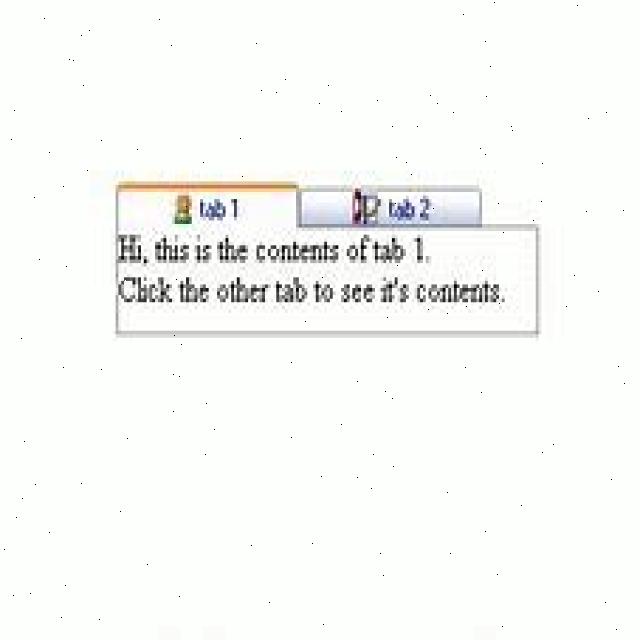 tab 1 tab 2
Hi, this is the contents of tab 1.
Click the other tab to see it's contents.